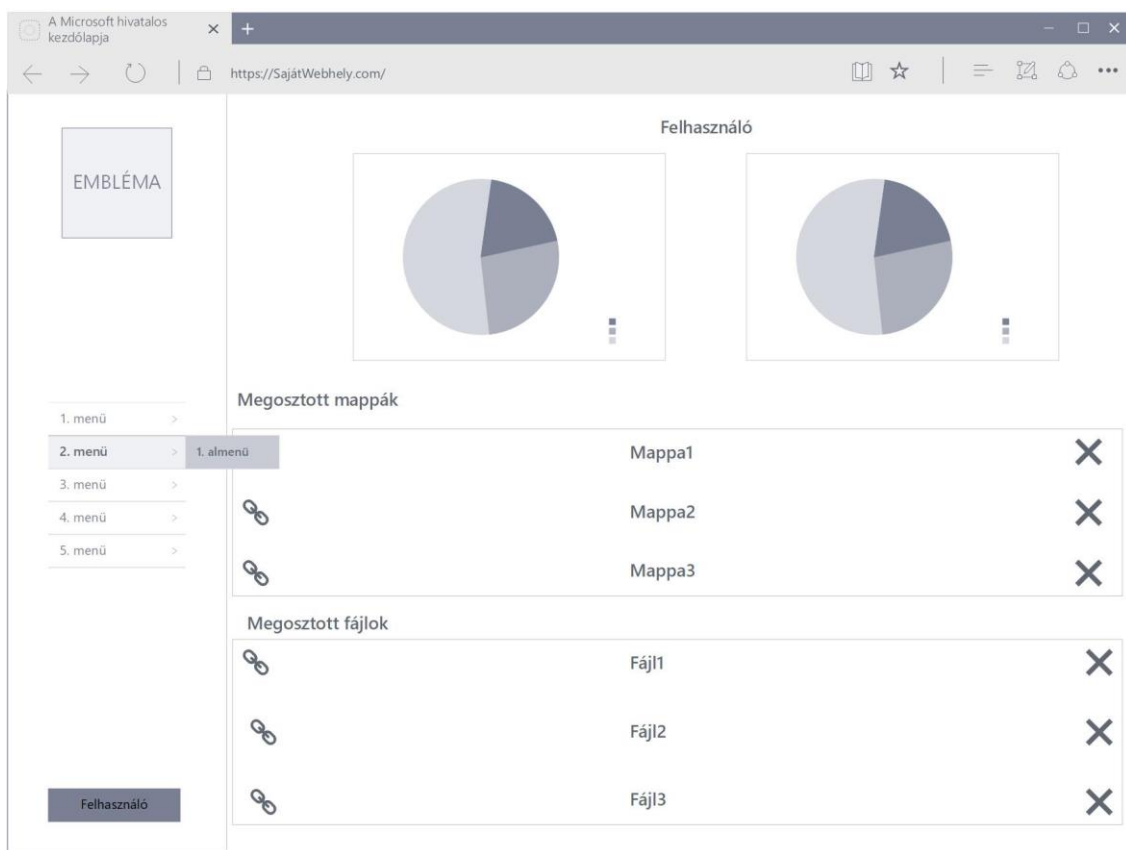 A Microsoft hivatalos
kezdőlapja
https://SajátWebhely.com/
EMBLÉMA
Felhasználó
Megosztott mappák
1. menü
2. menü
1. almenü
3. menü
4. menü
5. menü
Mappa1
Mappa2
Mappa3
Megosztott fájlok
Fájl1
Fájl2
Fájl3
Felhasználó